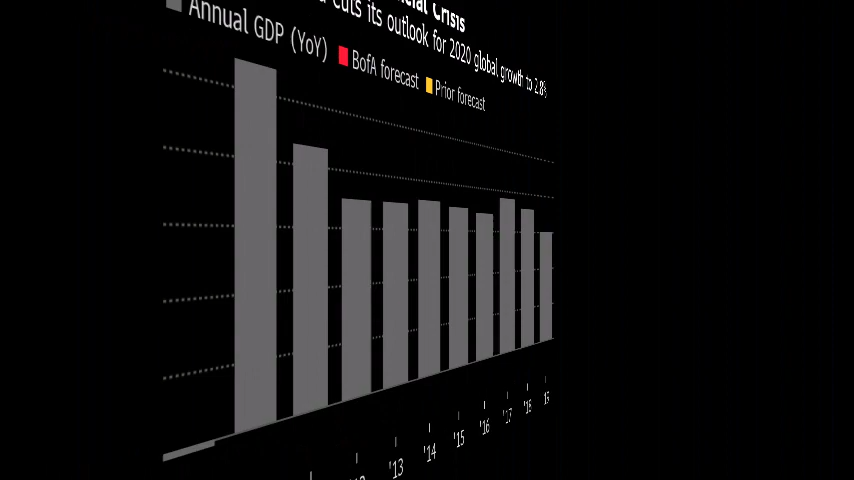 Crisis
cuts its outlook for 2020 global growth to 2.8%
Annual GDP (YoY) BofA forecast Prior forecast
'13 '14 '15 '16 '17 '18 19